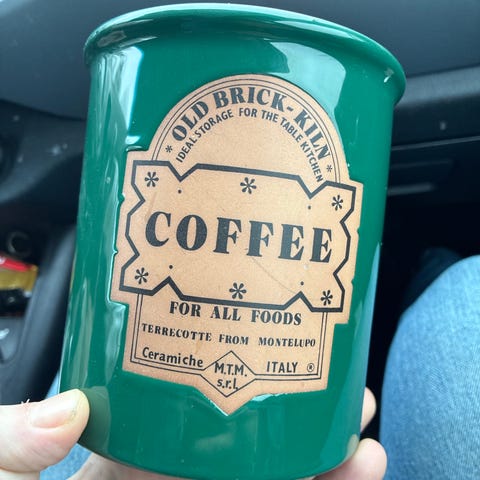 * OLD BRICK-KILN *
IDEAL STORAGE FOR THE TABLE KITCHEN
COFFEE
FOR ALL FOODS
TERRECOTTE FROM MONTELUPO
Ceramiche M.T.M. s.r.l. ITALY ®